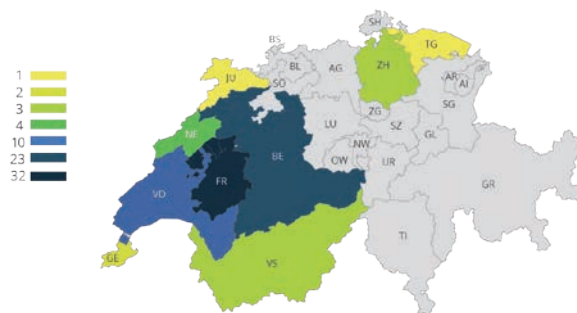 SH
BS
TG
BL
AG
ZH
1
JU
SO
AR
AI
2
SG
3
ZG
4
NE
LU
SZ
GL
10
NW
BE
OW
UR
23
FR
32
VD
GR
TI
GE
VS